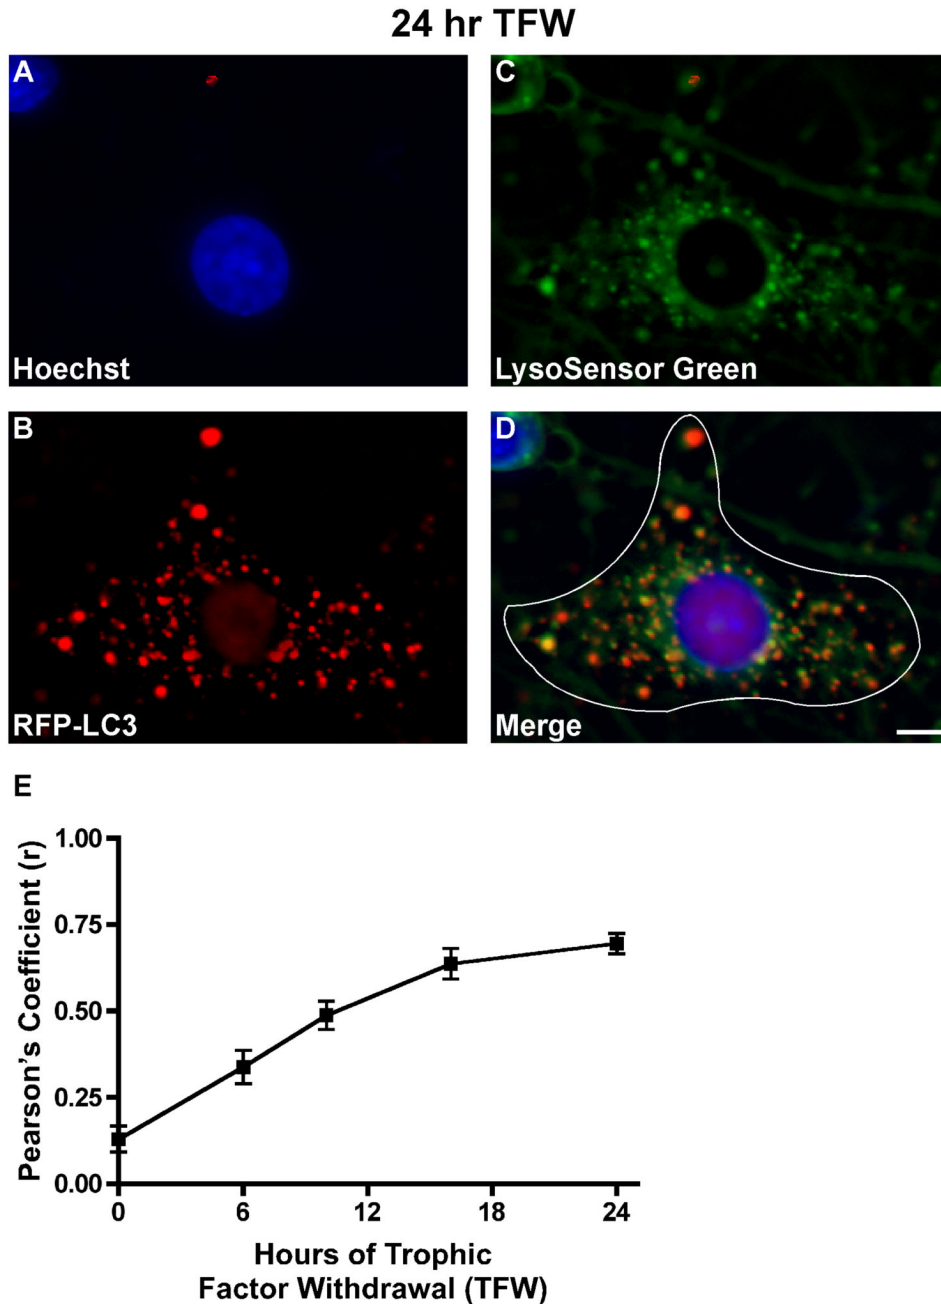 24 hr TFW
A
Hoechst
C
LysoSensor Green
B
RFP-LC3
D
Merge
E
Pearson's Coefficient (r)
1.00
0.75
0.50
0.25
0.00
0 6 12 18 24
Hours of Trophic
Factor Withdrawal (TFW)